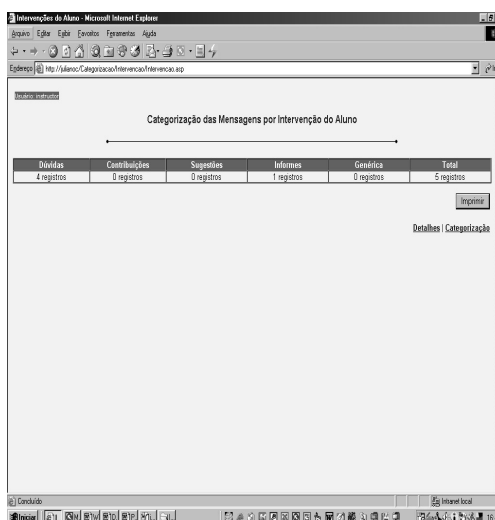 Intervenções do Aluno - Microsoft Internet Explorer
Arquivo Editar Exibir Favoritos Ferramentas Ajuda
Endereço http://julianoc/Categorizacao/Intervencao/Intervencao.asp
Usuário: instructor
Categorização das Mensagens por Intervenção do Aluno
Dúvidas Contribuições Sugestões Informes Genérica Total
4 registros 0 registros 0 registros 1 registros 0 registros 5 registros
Imprimir
Detalhes | Categorização
Concluído Intranet local
Iniciar